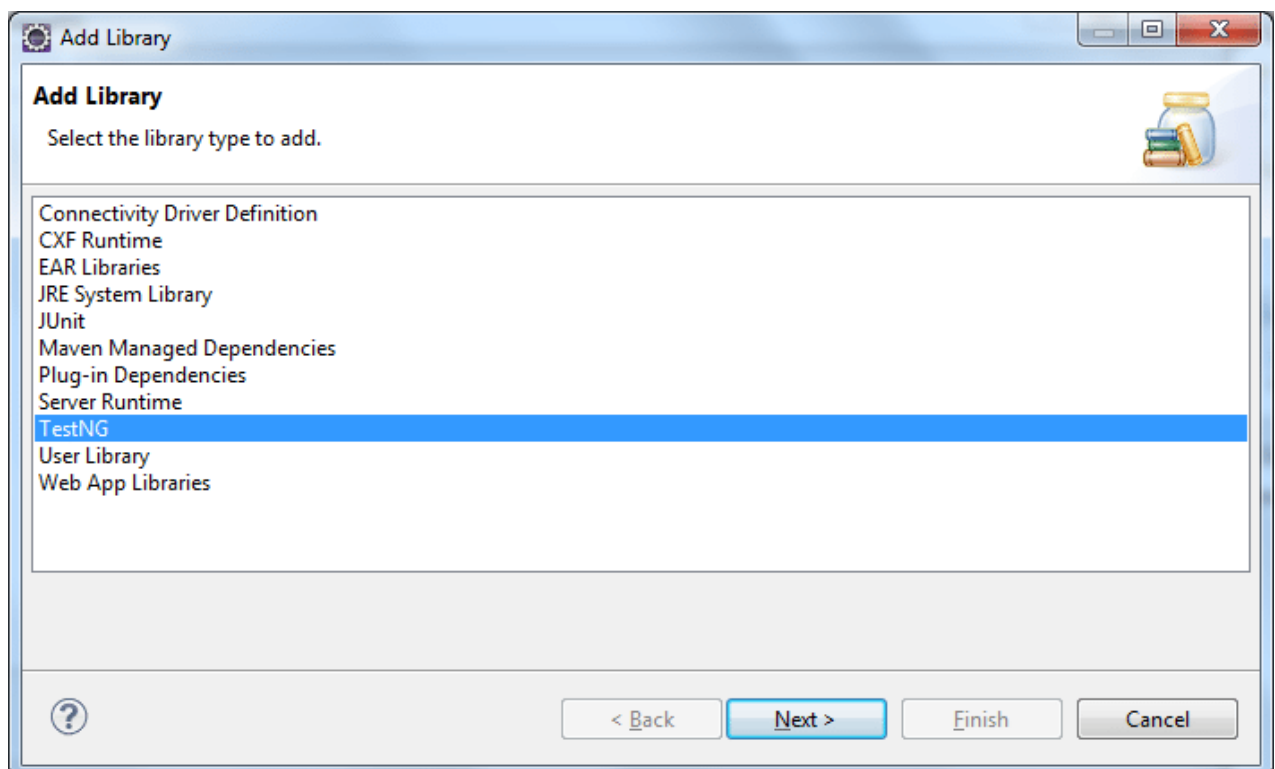 Add Library
Add Library
Select the library type to add.
Connectivity Driver Definition
CXF Runtime
EAR Libraries
JRE System Library
JUnit
Maven Managed Dependencies
Plug-in Dependencies
Server Runtime
TestNG
User Library
Web App Libraries
? < Back Next > Finish Cancel